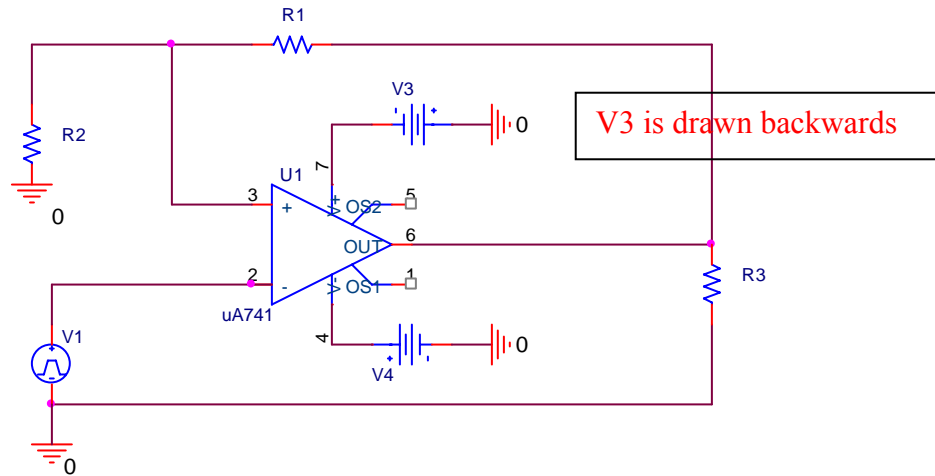 R1
V3
- +
0
V3 is drawn backwards
R2
7
U1
0
3
+
V+
OS2
5
OUT
6
2
-
V-
OS1
1
R3
uA741
4
V1
+
-
+ -
V4
0
0